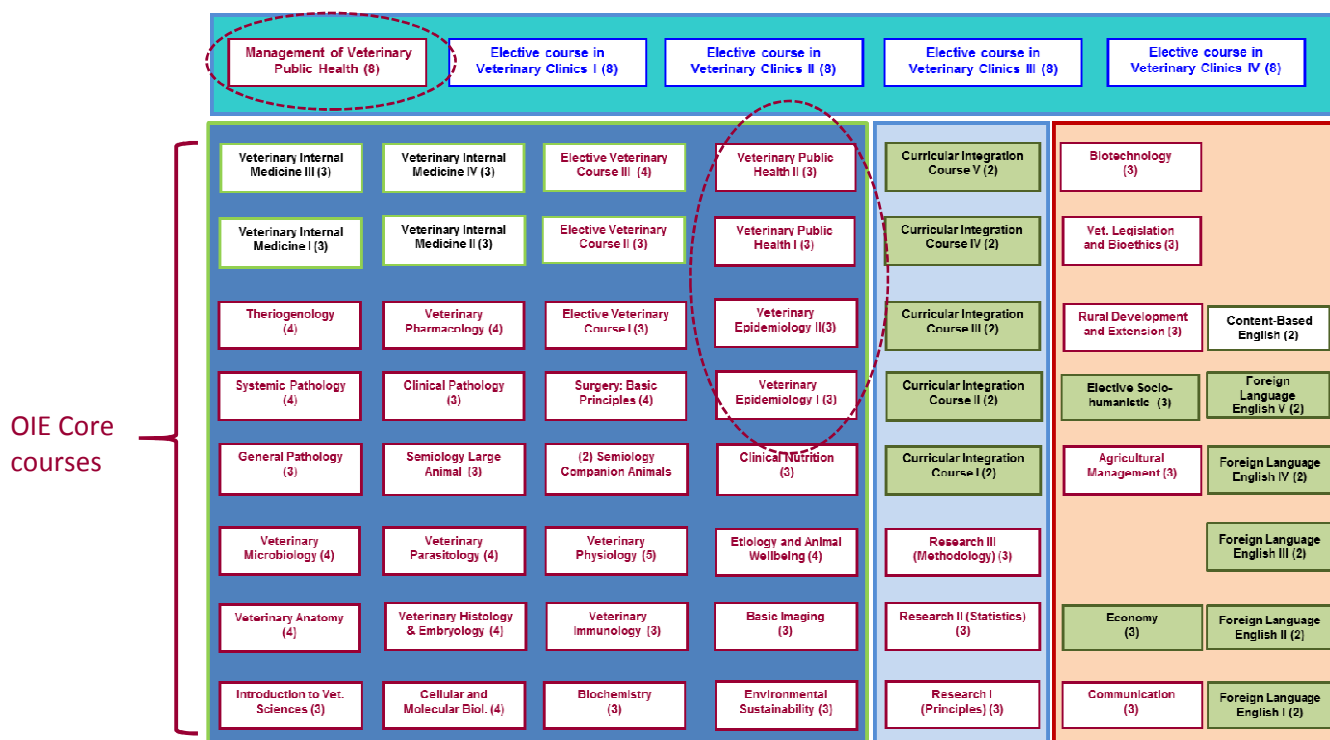 Management of Veterinary
Public Health (8)
Elective course in
Veterinary Clinics I (8)
Elective course in
Veterinary Clinics II (8)
Elective course in
Veterinary Clinics III (8)
Elective course in
Veterinary Clinics IV (8)
OIE Core
courses
Veterinary Internal
Medicine III (3)
Veterinary Internal
Medicine IV (3)
Elective Veterinary
Course III (4)
Veterinary Public
Health II (3)
Curricular Integration
Course V (2)
Biotechnology
(3)
Veterinary Internal
Medicine I (3)
Veterinary Internal
Medicine II (3)
Elective Veterinary
Course II (3)
Veterinary Public
Health I (3)
Curricular Integration
Course IV (2)
Vet. Legislation
and Bioethics (3)
Theriogenology
(4)
Veterinary
Pharmacology (4)
Elective Veterinary
Course I (3)
Veterinary
Epidemiology II(3)
Curricular Integration
Course III (2)
Rural Development
and Extension (3)
Content-Based
English (2)
Systemic Pathology
(4)
Clinical Pathology
(3)
Surgery: Basic
Principles (4)
Veterinary
Epidemiology I (3)
Curricular Integration
Course II (2)
Elective Socio-
humanistic (3)
Foreign
Language
English V (2)
General Pathology
(3)
Semiology Large
Animal (3)
(2) Semiology
Companion Animals
Clinical Nutrition
(3)
Curricular Integration
Course I (2)
Agricultural
Management (3)
Foreign Language
English IV (2)
Veterinary
Microbiology (4)
Veterinary
Parasitology (4)
Veterinary
Physiology (5)
Etiology and Animal
Wellbeing (4)
Research III
(Methodology) (3)
Foreign Language
English III (2)
Veterinary Anatomy
(4)
Veterinary Histology
& Embryology (4)
Veterinary
Immunology (3)
Basic Imaging
(3)
Research II (Statistics)
(3)
Economy
(3)
Foreign Language
English II (2)
Introduction to Vet.
Sciences (3)
Cellular and
Molecular Biol. (4)
Biochemistry
(3)
Environmental
Sustainability (3)
Research I
(Principles) (3)
Communication
(3)
Foreign Language
English I (2)